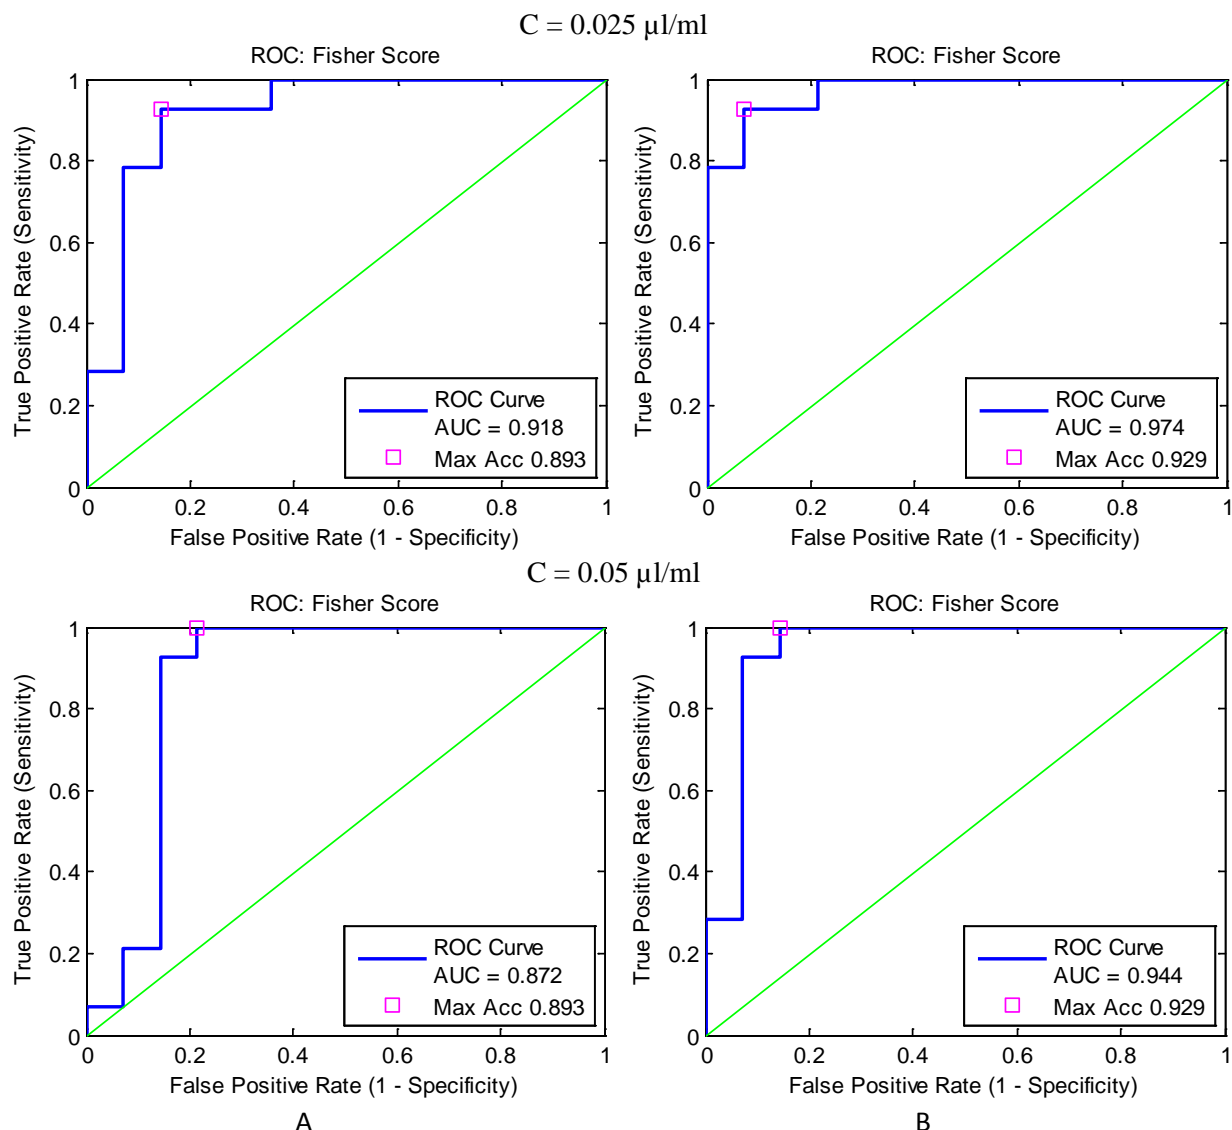 C = 0.025 µl/ml
ROC: Fisher Score
True Positive Rate (Sensitivity)
1
0.8
0.6
0.4
0.2
0
0 0.2 0.4 0.6 0.8 1
False Positive Rate (1 - Specificity)
ROC Curve
AUC = 0.918
Max Acc 0.893
ROC: Fisher Score
True Positive Rate (Sensitivity)
1
0.8
0.6
0.4
0.2
0
0 0.2 0.4 0.6 0.8 1
False Positive Rate (1 - Specificity)
ROC Curve
AUC = 0.974
Max Acc 0.929
C = 0.05 µl/ml
ROC: Fisher Score
True Positive Rate (Sensitivity)
1
0.8
0.6
0.4
0.2
0
0 0.2 0.4 0.6 0.8 1
False Positive Rate (1 - Specificity)
ROC Curve
AUC = 0.872
Max Acc 0.893
A
ROC: Fisher Score
True Positive Rate (Sensitivity)
1
0.8
0.6
0.4
0.2
0
0 0.2 0.4 0.6 0.8 1
False Positive Rate (1 - Specificity)
ROC Curve
AUC = 0.944
Max Acc 0.929
B